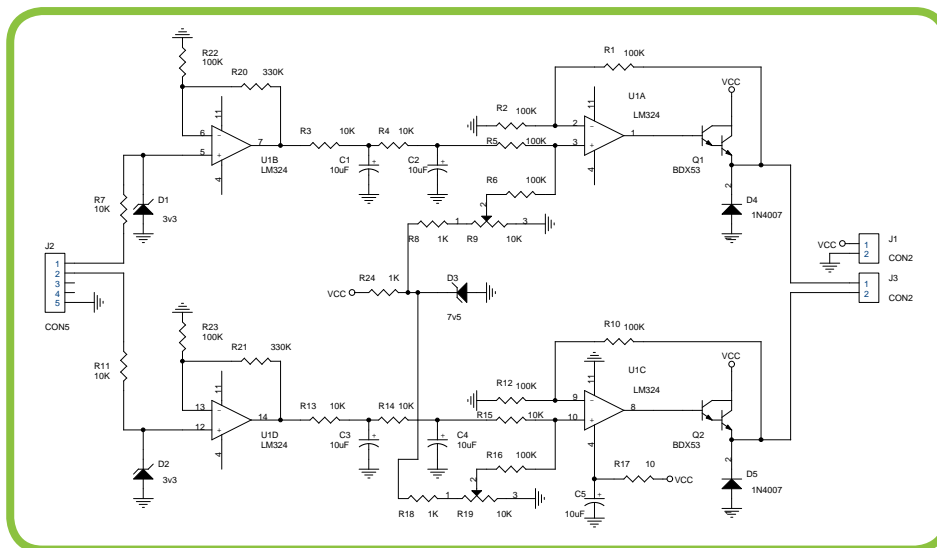 R22
100K
R20 330K
11
6
5
7
4
U1B
LM324
R3 10K
R4 10K
C1
10uF
C2
10uF
R1 100K
U1A
LM324
11
R2 100K
R5 100K
2
3
1
4
R6 100K
2
R8 1K
1
R9
3
10K
VCC
Q1
BDX53
2
D4
1N4007
R7
10K
D1
3v3
J2
1
2
3
4
5
CON5
R24 1K
VCC
D3
7v5
VCC
J1
1
2
CON2
J3
1
2
CON2
R11
10K
R23
100K
R21 330K
11
13
12
14
4
U1D
LM324
D2
3v3
R13 10K
R14 10K
C3
10uF
C4
10uF
R10 100K
U1C
LM324
11
R12 100K
R15 10K
9
10
8
4
R16 100K
2
R18 1K
1
R19
3
10K
C5
10uF
R17 10
VCC
VCC
Q2
BDX53
2
D5
1N4007